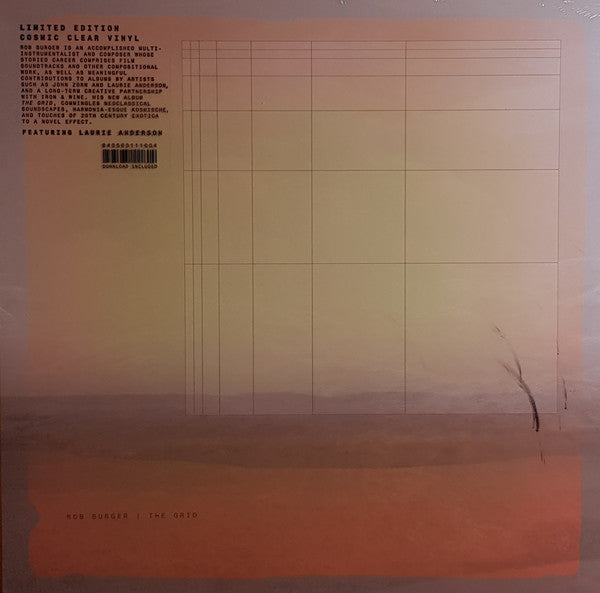 LIMITED EDITION
COSMIC CLEAR VINYL
ROB BURGER IS AN ACCOMPLISHED MULTI-
INSTRUMENTALIST AND COMPOSER WHOSE
STORIED CAREER COMPRISES FILM
SOUNDTRACKS AND OTHER COMPOSITIONAL
WORK, AS WELL AS MEANINGFUL
CONTRIBUTIONS TO ALBUMS BY ARTISTS
SUCH AS JOHN ZORN AND LAURIE ANDERSON,
AND A LONG-TERM CREATIVE PARTNERSHIP
WITH IRON & WINE. HIS NEW ALBUM
THE GRID, COMMINGLES NEOCLASSICAL
SOUNDSCAPES, HARMONIA-ESQUE KOSMISCHE,
AND TOUCHES OF 20TH CENTURY EXOTICA
TO A NOVEL EFFECT.
FEATURING LAURIE ANDERSON
DOWNLOAD INCLUDED
ROB BURGER | THE GRID